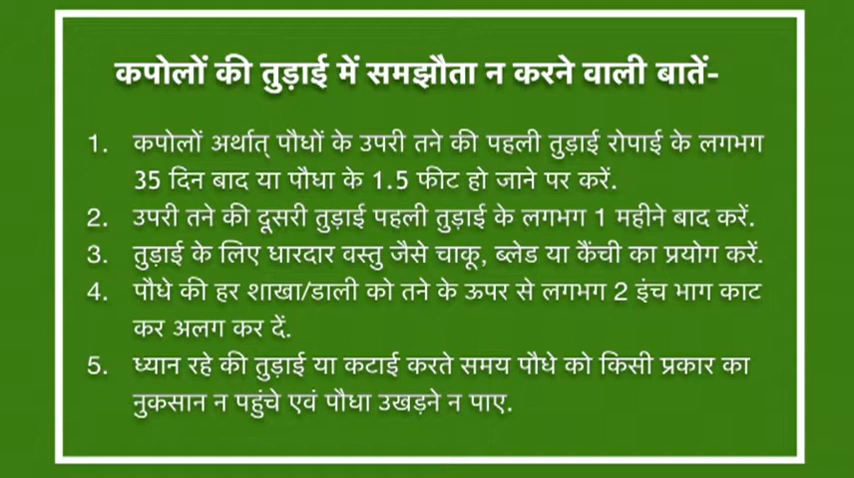 कपोलों की तुड़ाई में समझौता न करने वाली बातें-
1. कपोलों अर्थात् पौधों के उपरी तने की पहली तुड़ाई रोपाई के लगभग
35 दिन बाद या पौधा के 1.5 फीट हो जाने पर करें.
2. उपरी तने की दूसरी तुड़ाई पहली तुड़ाई के लगभग 1 महीने बाद करें.
3. तुड़ाई के लिए धारदार वस्तु जैसे चाकू, ब्लेड या कैंची का प्रयोग करें.
4. पौधे की हर शाखा/डाली को तने के ऊपर से लगभग 2 इंच भाग काट
कर अलग कर दें.
5. ध्यान रहे की तुड़ाई या कटाई करते समय पौधे को किसी प्रकार का
नुकसान न पहुंचे एवं पौधा उखड़ने न पाए.